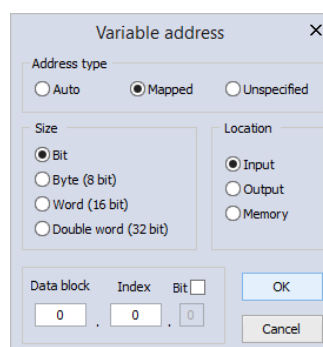 Variable address
Address type
Auto Mapped Unspecified
Size
Bit
Byte (8 bit)
Word (16 bit)
Double word (32 bit)
Location
Input
Output
Memory
Data block Index Bit
0 . 0 . 0
OK
Cancel